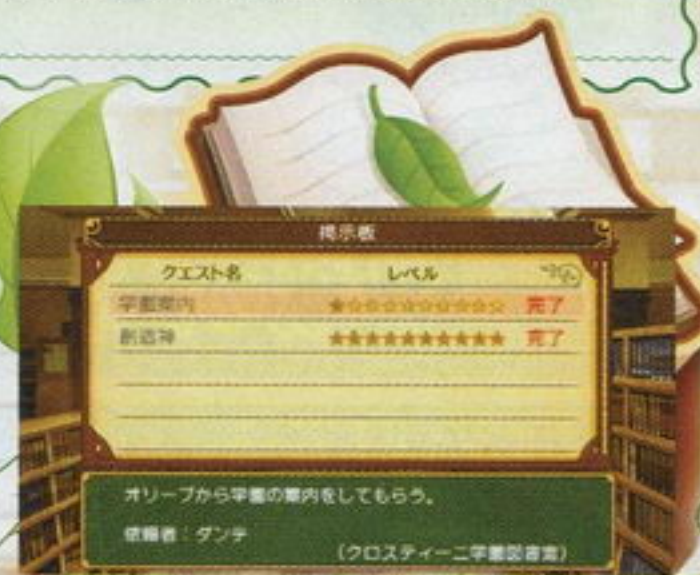 掲示板
クエスト名 レベル
学園案内 ★☆☆☆☆☆☆☆☆☆ 完了
創造神 ★★★★★★★★★★ 完了
オリーブから学園の案内をしてもらう。
依頼者:ダンテ
(クロスティーニ学園図書室)